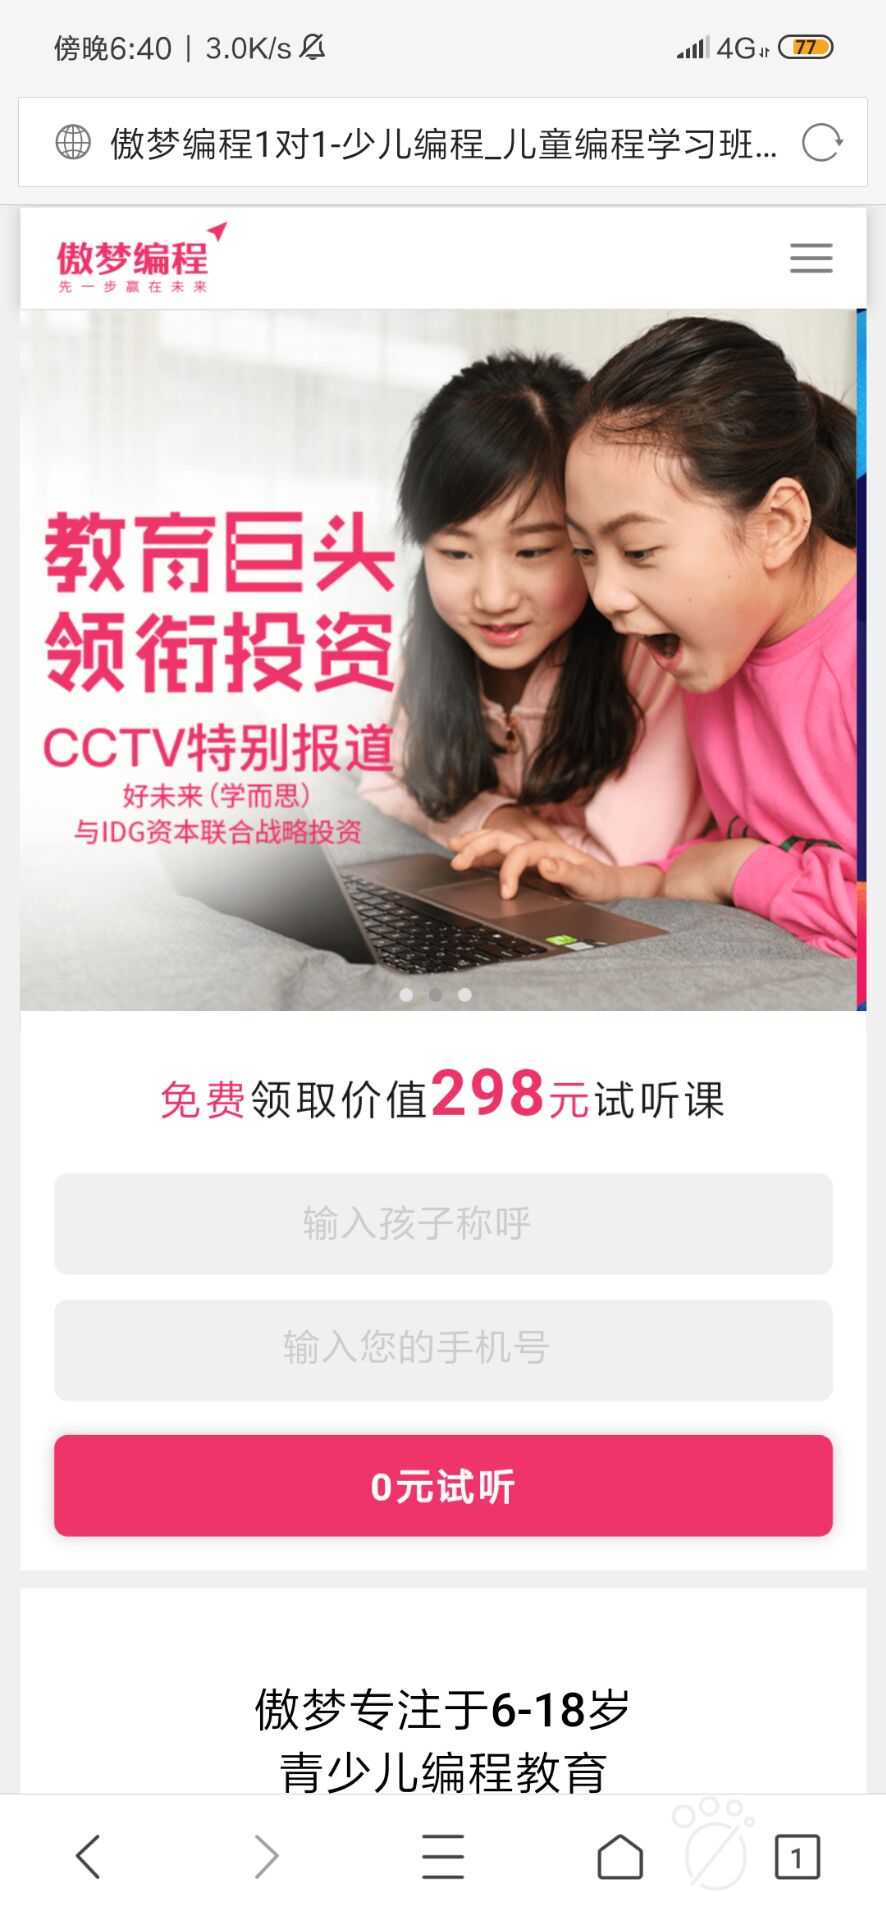 傍晚6:40 | 3.0K/s
4G 77
傲梦编程1对1-少儿编程_儿童编程学习班...
傲梦编程
先一步赢在未来
教育巨头
领衔投资
CCTV特别报道
好未来(学而思)
与IDG资本联合战略投资
免费领取价值298元试听课
输入孩子称呼
输入您的手机号
0元试听
傲梦专注于6-18岁
青少儿编程教育
1